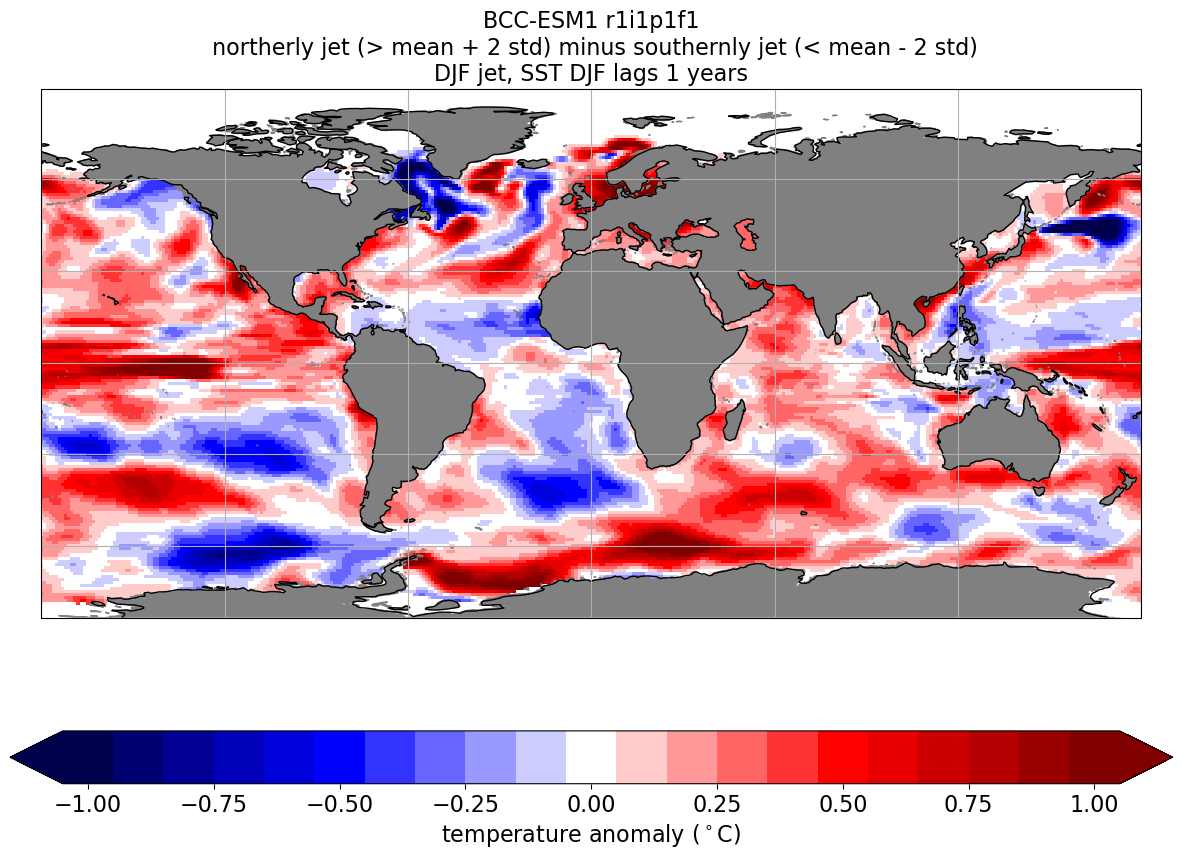 BCC-ESM1 r1i1p1f1
northerly jet (> mean + 2 std) minus southernly jet (< mean - 2 std)
DJF jet, SST DJF lags 1 years
−1.00 −0.75 −0.50 −0.25 0.00 0.25 0.50 0.75 1.00
temperature anomaly (°C)